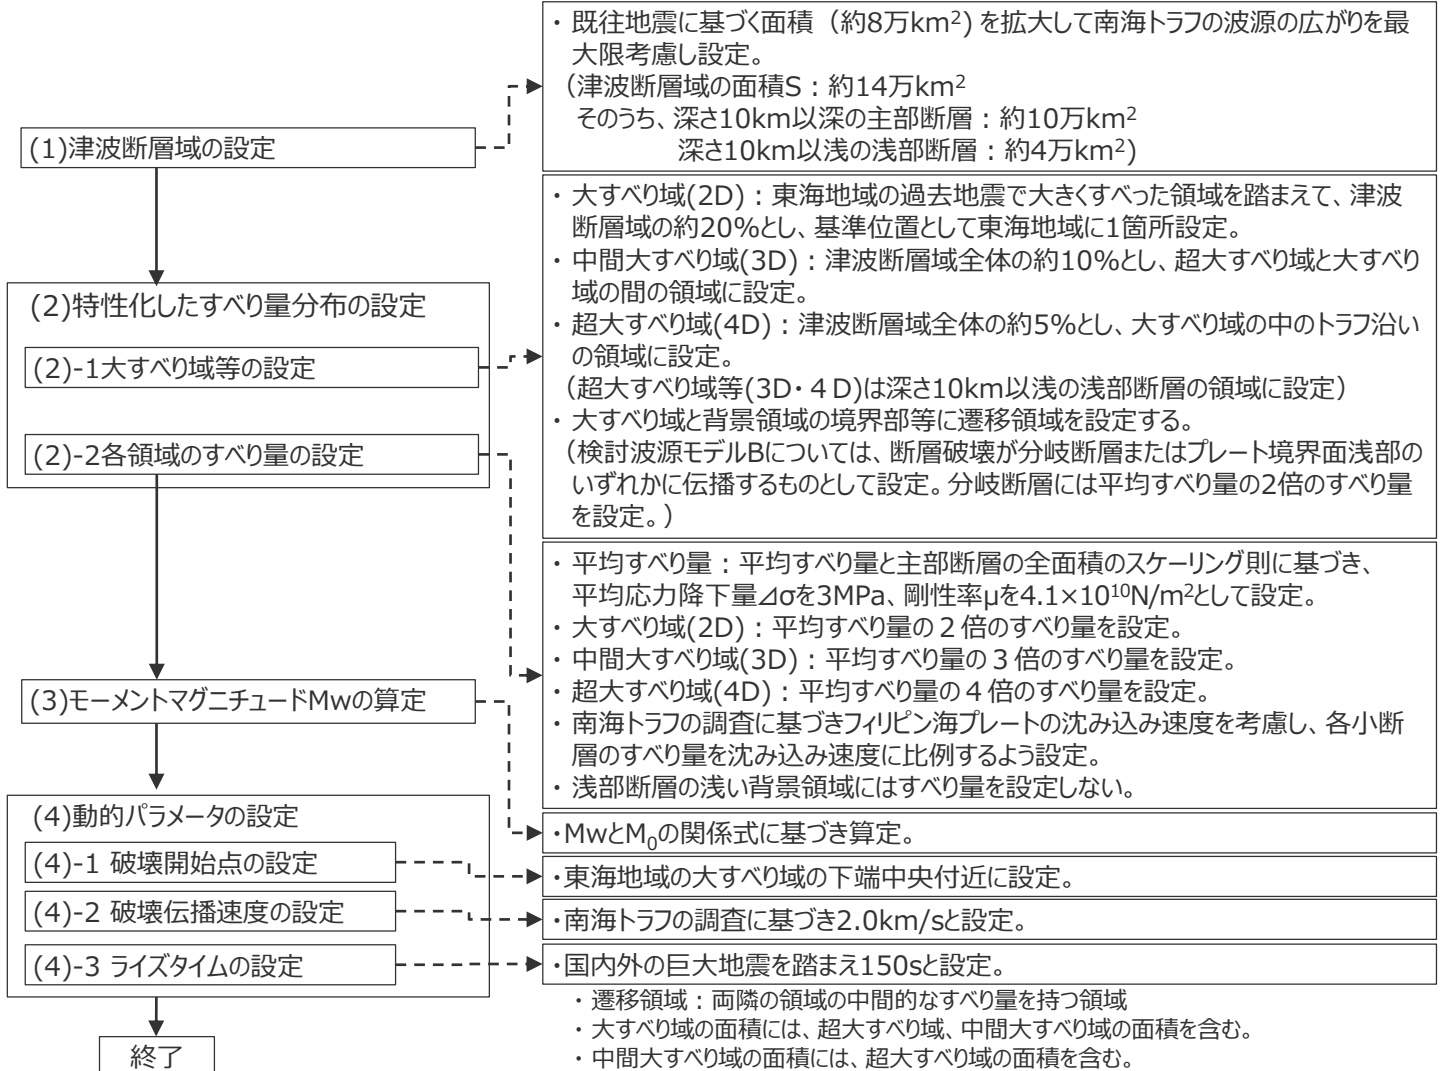 (1)津波断層域の設定
(2)特性化したすべり量分布の設定
(2)-1大すべり域等の設定
(2)-2各領域のすべり量の設定
(3)モーメントマグニチュードMwの算定
(4)動的パラメータの設定
(4)-1 破壊開始点の設定
(4)-2 破壊伝播速度の設定
(4)-3 ライズタイムの設定
終了
・既往地震に基づく面積（約8万km²) を拡大して南海トラフの波源の広がりを最
大限考慮し設定。
（津波断層域の面積S：約14万km²
そのうち、深さ10km以深の主部断層：約10万km²
深さ10km以浅の浅部断層：約4万km²)
・大すべり域(2D)：東海地域の過去地震で大きくすべった領域を踏まえて、津波
断層域の約20%とし、基準位置として東海地域に1箇所設定。
・中間大すべり域(3D)：津波断層域全体の約10%とし、超大すべり域と大すべり
域の間の領域に設定。
・超大すべり域(4D)：津波断層域全体の約5%とし、大すべり域の中のトラフ沿い
の領域に設定。
（超大すべり域等(3D・４D)は深さ10km以浅の浅部断層の領域に設定）
・大すべり域と背景領域の境界部等に遷移領域を設定する。
（検討波源モデルBについては、断層破壊が分岐断層またはプレート境界面浅部の
いずれかに伝播するものとして設定。分岐断層には平均すべり量の2倍のすべり量
を設定。）
・平均すべり量：平均すべり量と主部断層の全面積のスケーリング則に基づき、
平均応力降下量⊿σを3MPa、剛性率μを4.1×10¹⁰N/m²として設定。
・大すべり域(2D)：平均すべり量の２倍のすべり量を設定。
・中間大すべり域(3D)：平均すべり量の３倍のすべり量を設定。
・超大すべり域(4D)：平均すべり量の４倍のすべり量を設定。
・南海トラフの調査に基づきフィリピン海プレートの沈み込み速度を考慮し、各小断
層のすべり量を沈み込み速度に比例するよう設定。
・浅部断層の浅い背景領域にはすべり量を設定しない。
・MwとM₀の関係式に基づき算定。
・東海地域の大すべり域の下端中央付近に設定。
・南海トラフの調査に基づき2.0km/sと設定。
・国内外の巨大地震を踏まえ150sと設定。
・遷移領域：両隣の領域の中間的なすべり量を持つ領域
・大すべり域の面積には、超大すべり域、中間大すべり域の面積を含む。
・中間大すべり域の面積には、超大すべり域の面積を含む。